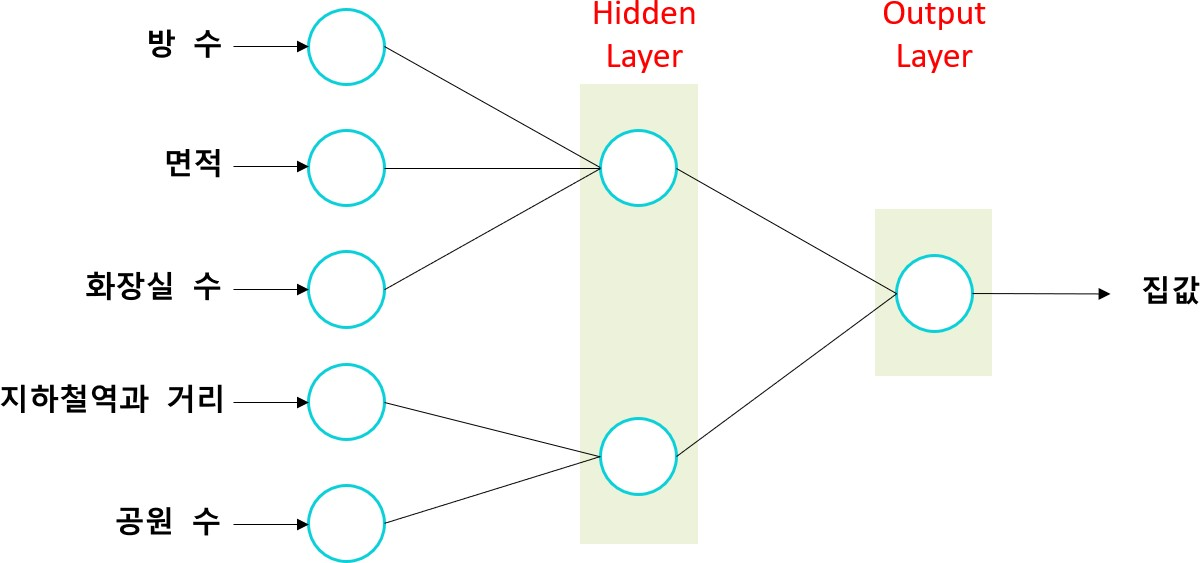 Hidden
Layer
Output
Layer
방 수
면적
화장실 수
지하철역과 거리
공원 수
집값